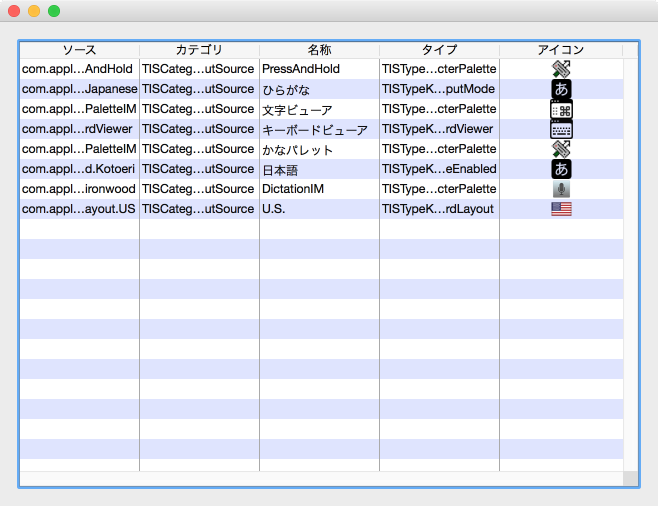 ソース カテゴリ 名称 タイプ アイコン
com.appl…AndHold TISCateg…utSource PressAndHold TISType…cterPalette
com.appl…Japanese TISCateg…utSource ひらがな TISTypeK…putMode あ
com.appl…PaletteIM TISCateg…utSource 文字ビューア TISType…cterPalette ⌘
com.appl…rdViewer TISCateg…utSource キーボードビューア TISTypeK…rdViewer
com.appl…PaletteIM TISCateg…utSource かなパレット TISType…cterPalette
com.appl…d.Kotoeri TISCateg…utSource 日本語 TISTypeK…eEnabled あ
com.appl…ironwood TISCateg…utSource DictationIM TISType…cterPalette
com.appl…ayout.US TISCateg…utSource U.S. TISTypeK…rdLayout